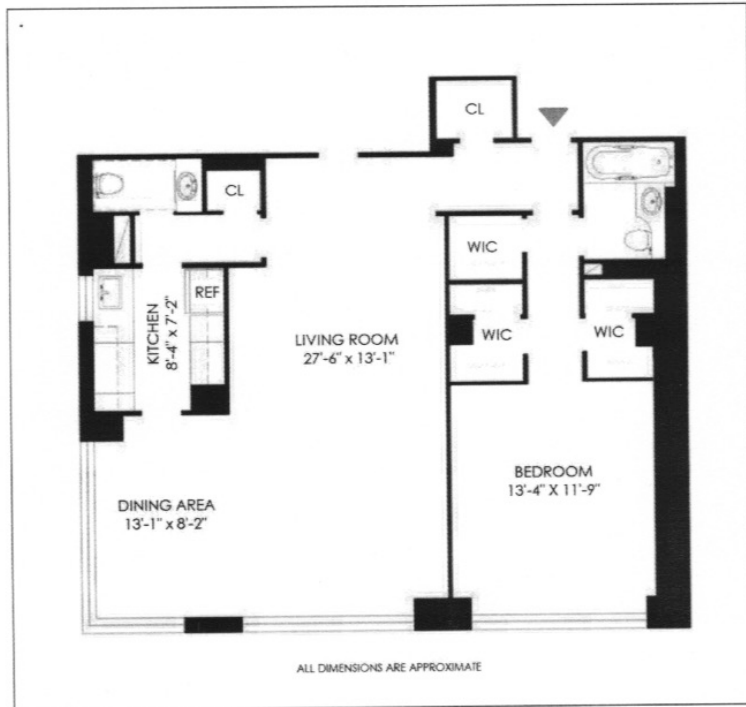 CL
CL
WIC
REF
KITCHEN
8'-4" x 7'-2"
LIVING ROOM
27'-6" x 13'-1"
WIC
WIC
BEDROOM
13'-4" X 11'-9"
DINING AREA
13'-1" x 8'-2"
ALL DIMENSIONS ARE APPROXIMATE